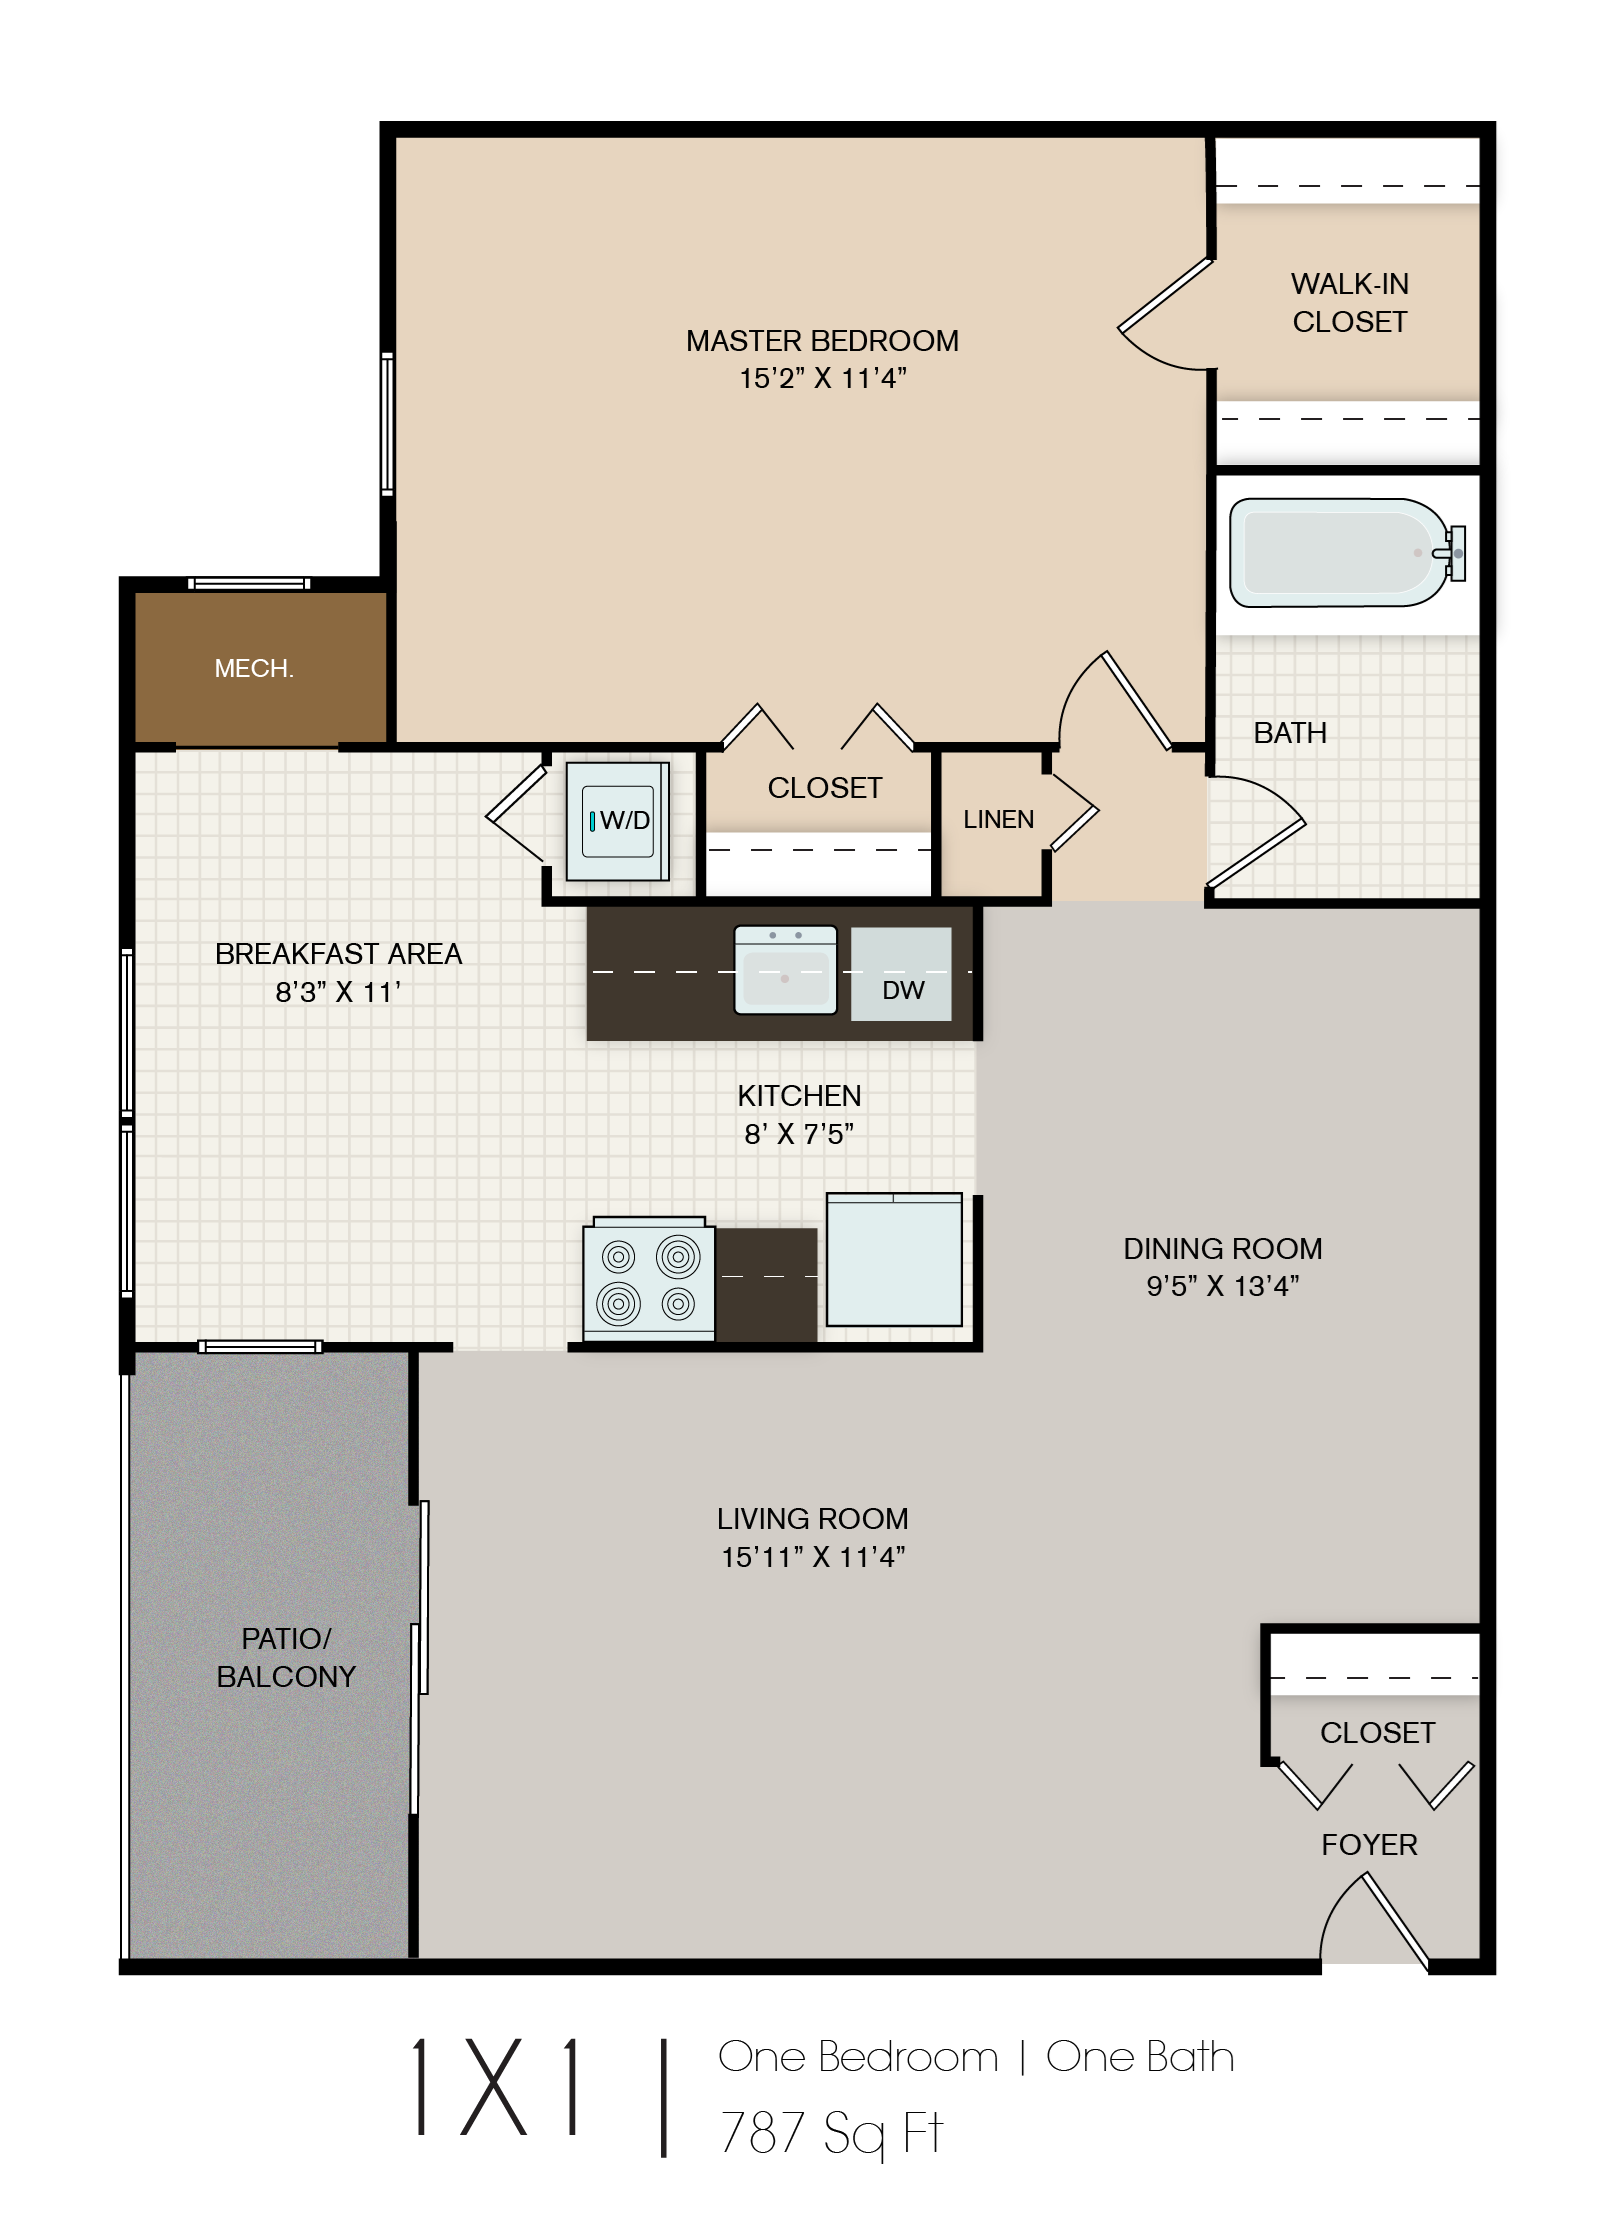 WALK-IN
CLOSET
MASTER BEDROOM
15’2” X 11’4”
MECH.
BATH
CLOSET
LINEN
W/D
BREAKFAST AREA
8’3” X 11’
DW
KITCHEN
8’ X 7’5”
DINING ROOM
9’5” X 13’4”
LIVING ROOM
15’11” X 11’4”
PATIO/
BALCONY
CLOSET
FOYER
1X1 | One Bedroom | One Bath
787 Sq Ft